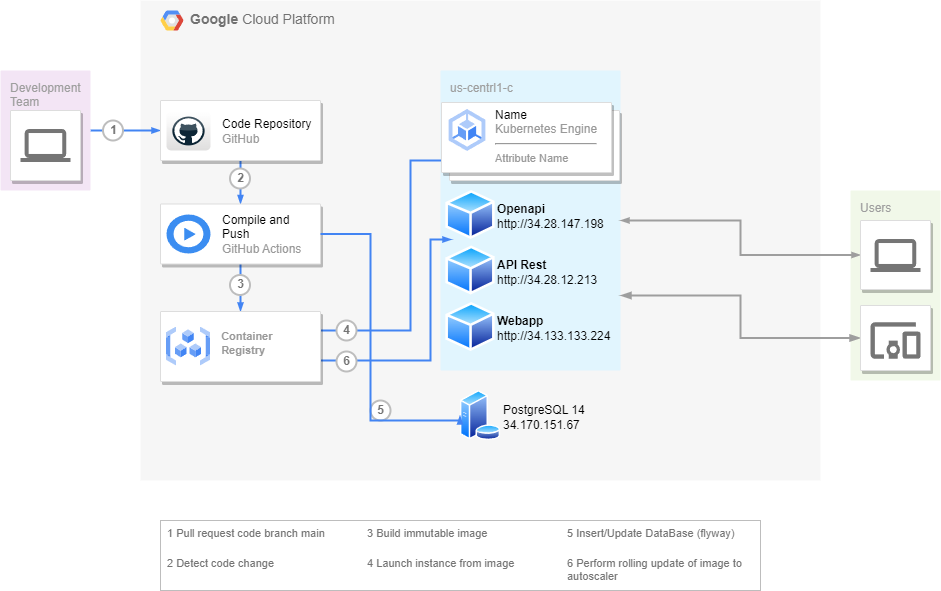 Google Cloud Platform
Development
Team
1
Code Repository
GitHub
2
Compile and
Push
GitHub Actions
3
Container
Registry
4
6
5
us-centrl1-c
Name
Kubernetes Engine
Attribute Name
Openapi
http://34.28.147.198
API Rest
http://34.28.12.213
Webapp
http://34.133.133.224
PostgreSQL 14
34.170.151.67
Users
1 Pull request code branch main
3 Build immutable image
5 Insert/Update DataBase (flyway)
2 Detect code change
4 Launch instance from image
6 Perform rolling update of image to
autoscaler